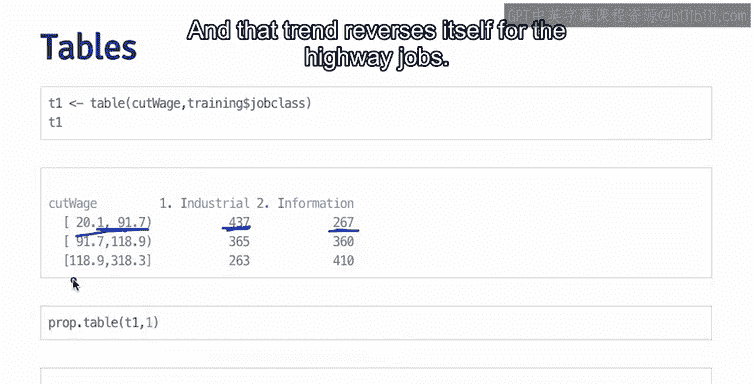 And that trend reverses itself for the
highway jobs.
Tables
t1 <- table(cutWage,training$jobclass)
t1
cutWage 1. Industrial 2. Information
[ 20.1, 91.7) 437 267
[ 91.7,118.9) 365 360
[118.9,318.3] 263 410
prop.table(t1,1)